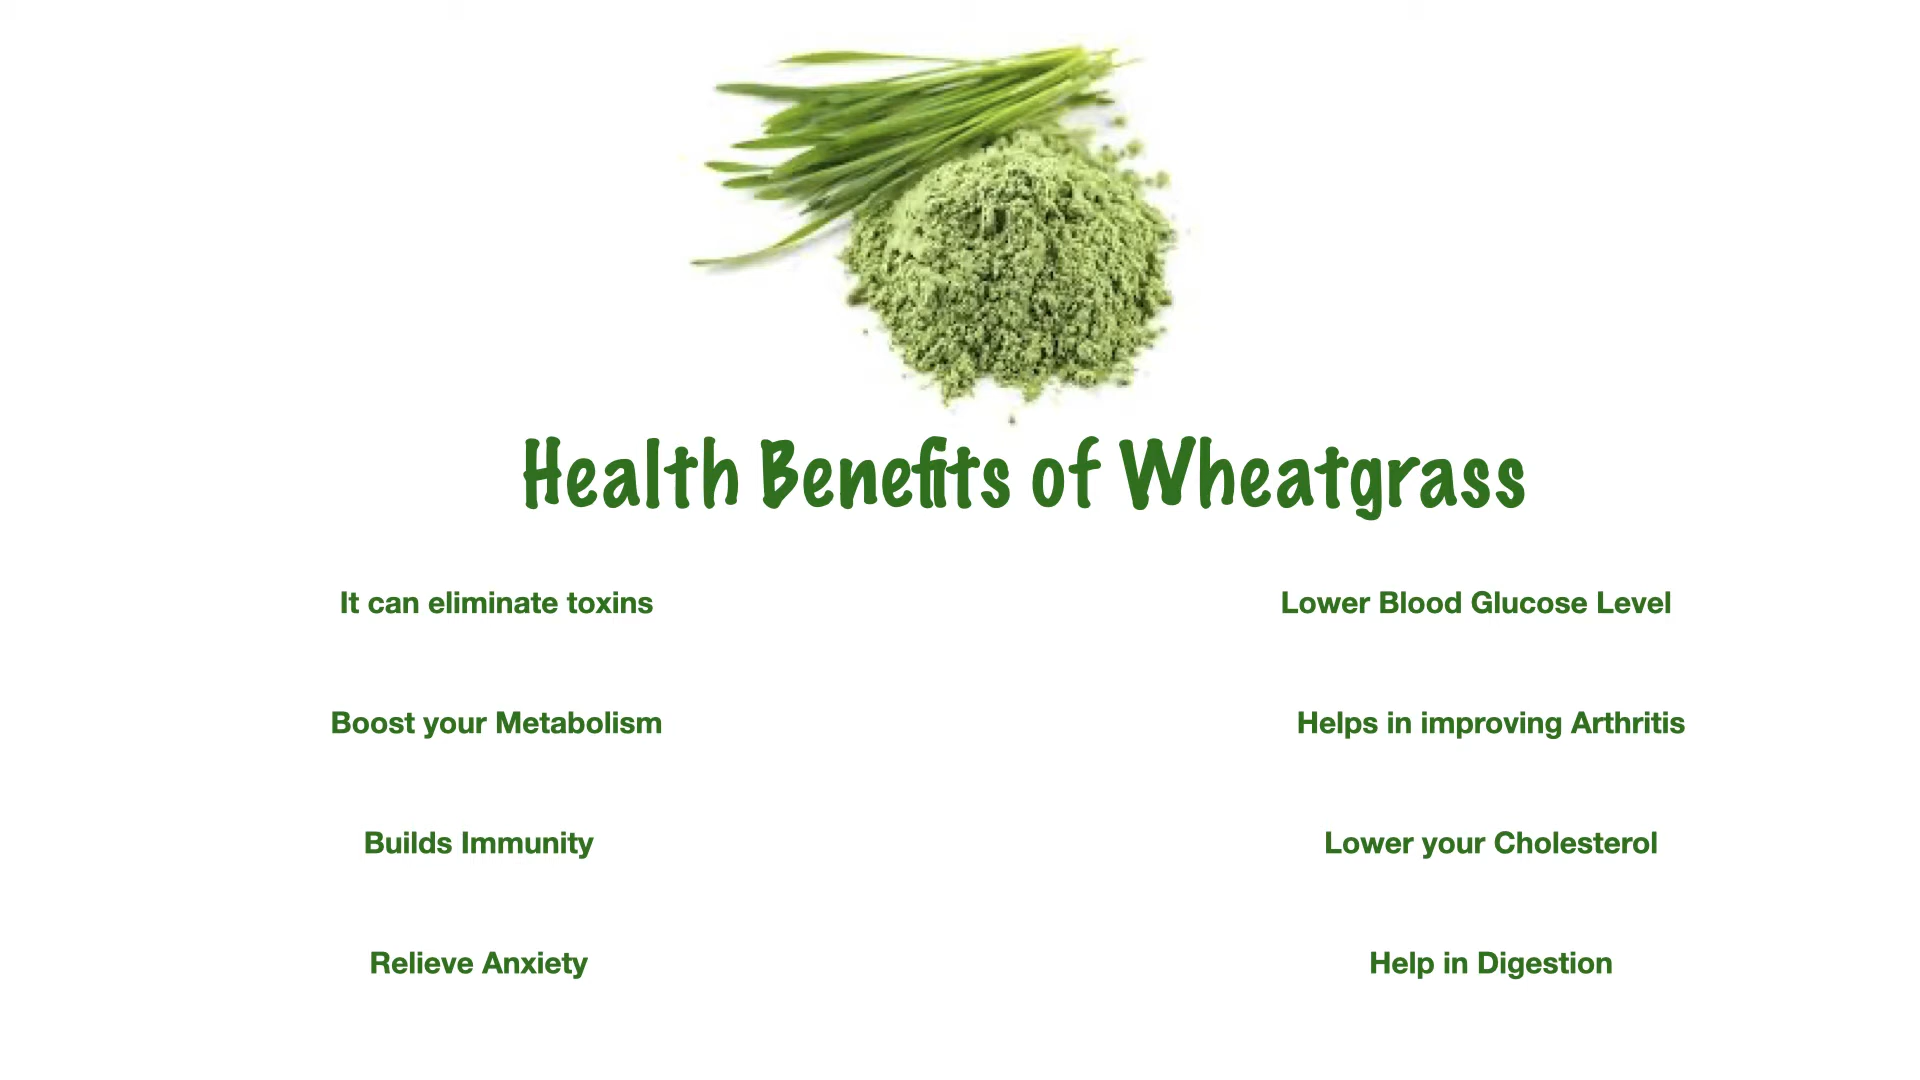 Health Benefits of Wheatgrass
It can eliminate toxins
Lower Blood Glucose Level
Boost your Metabolism
Helps in improving Arthritis
Builds Immunity
Lower your Cholesterol
Relieve Anxiety
Help in Digestion